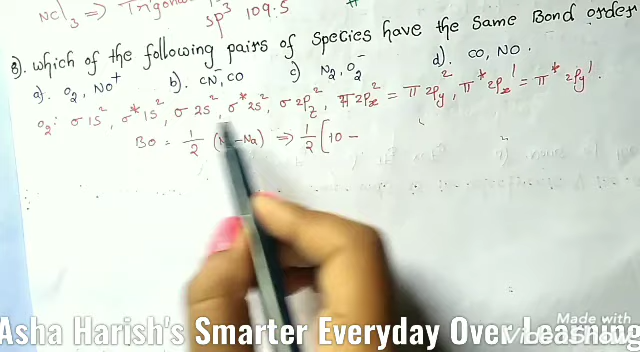 NCl3 => Trigona
sp3 109.5
8). Which of the following pairs of species have the same Bond order
a). O2, NO+ b). CN-, CO c) N2, O2- d). CO, NO.
O2: σ1s2, σ*1s2, σ2s2, σ*2s2, σ2pz2, π2px2 = π2py2, π*2px1 = π*2py1.
BO = 1/2 (N -Na) => 1/2 [10 -
Asha Harish's Smarter Everyday Over Learning
Made with
VideoShow